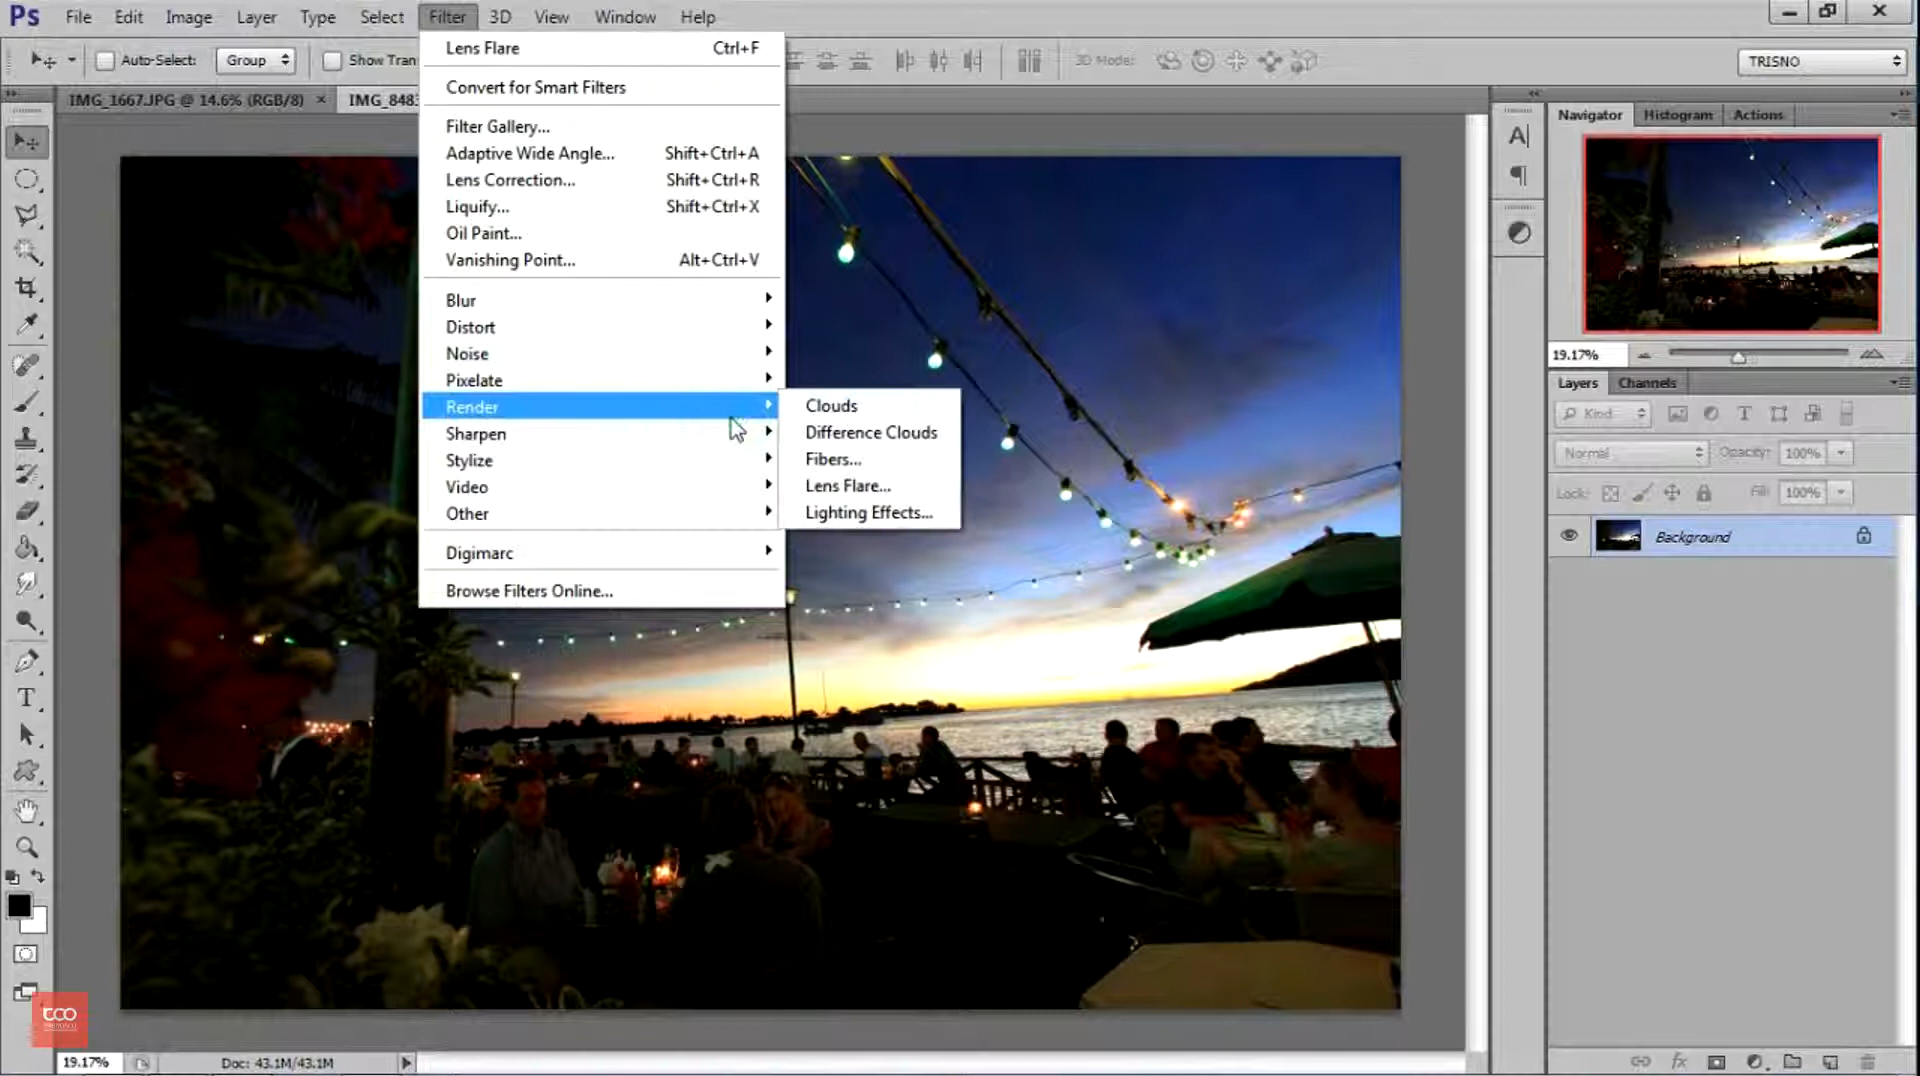 Ps File Edit Image Layer Type Select Filter 3D View Window Help
Auto-Select: Group Show Tran 3D Mode: TRISNO
IMG_1667.JPG @ 14.6% (RGB/8) × IMG_848
Lens Flare Ctrl+F
Convert for Smart Filters
Filter Gallery...
Adaptive Wide Angle... Shift+Ctrl+A
Lens Correction... Shift+Ctrl+R
Liquify... Shift+Ctrl+X
Oil Paint...
Vanishing Point... Alt+Ctrl+V
Blur
Distort
Noise
Pixelate
Render
Sharpen
Stylize
Video
Other
Digimarc
Browse Filters Online...
Clouds
Difference Clouds
Fibers...
Lens Flare...
Lighting Effects...
Navigator Histogram Actions
19.17%
Layers Channels
Kind
Normal Opacity: 100%
Lock: Fill: 100%
Background
tco
19.17% Doc: 43.1M/43.1M